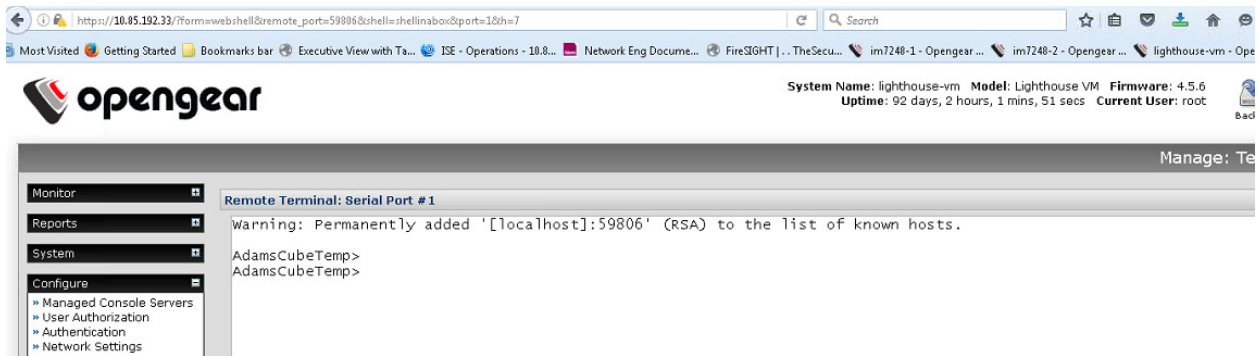 https://10.85.192.33/?form=webshell&remote_port=59806&shell=shellinabox&port=1&th=7
Search
Most Visited Getting Started Bookmarks bar Executive View with Ta... ISE - Operations - 10.8... Network Eng Docume... FireSIGHT | . . TheSecu... im7248-1 - Opengear ... im7248-2 - Opengear ... lighthouse-vm - Ope
opengear
System Name: lighthouse-vm Model: Lighthouse VM Firmware: 4.5.6
Uptime: 92 days, 2 hours, 1 mins, 51 secs Current User: root
Back
Manage: Te
Monitor
Reports
System
Configure
» Managed Console Servers
» User Authorization
» Authentication
» Network Settings
Remote Terminal: Serial Port #1
Warning: Permanently added '[localhost]:59806' (RSA) to the list of known hosts.
AdamsCubeTemp>
AdamsCubeTemp>